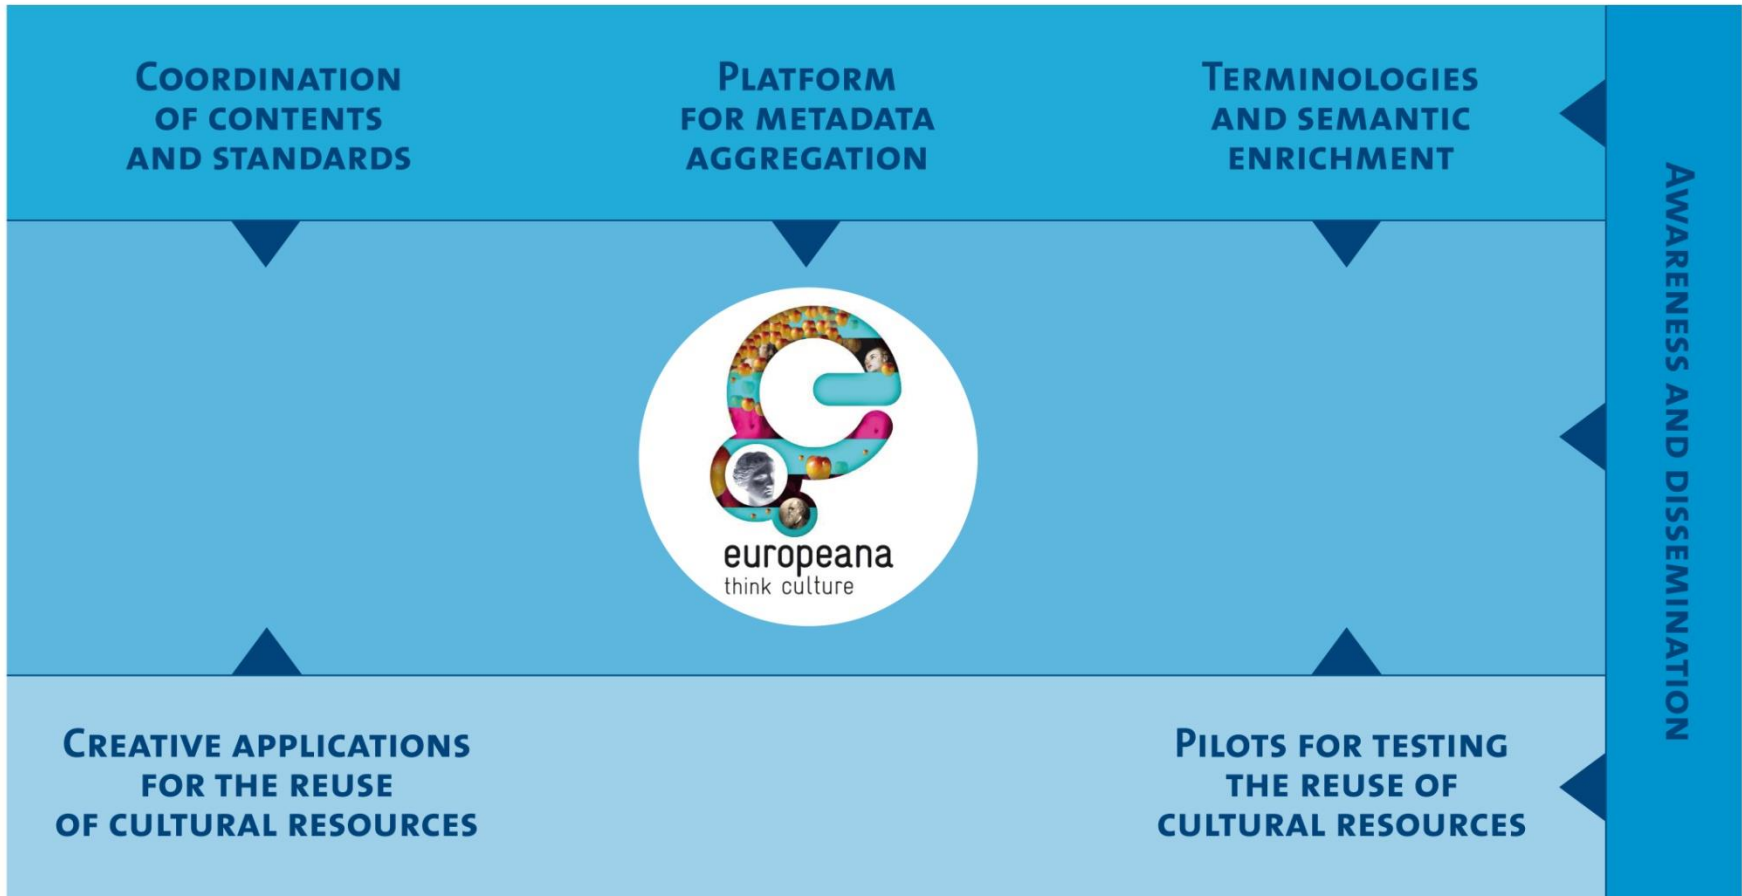 COORDINATION
OF CONTENTS
AND STANDARDS
PLATFORM
FOR METADATA
AGGREGATION
TERMINOLOGIES
AND SEMANTIC
ENRICHMENT
AWARENESS AND DISSEMINATION
europeana
think culture
CREATIVE APPLICATIONS
FOR THE REUSE
OF CULTURAL RESOURCES
PILOTS FOR TESTING
THE REUSE OF
CULTURAL RESOURCES